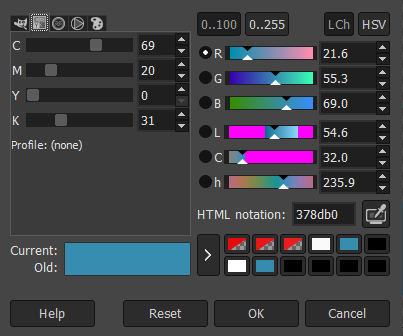 0..100 0..255 LCh HSV
C 69
M 20
Y 0
K 31
Profile: (none)
R 21.6
G 55.3
B 69.0
L 54.6
C 32.0
h 235.9
HTML notation: 378db0
Current:
Old:
Help Reset OK Cancel